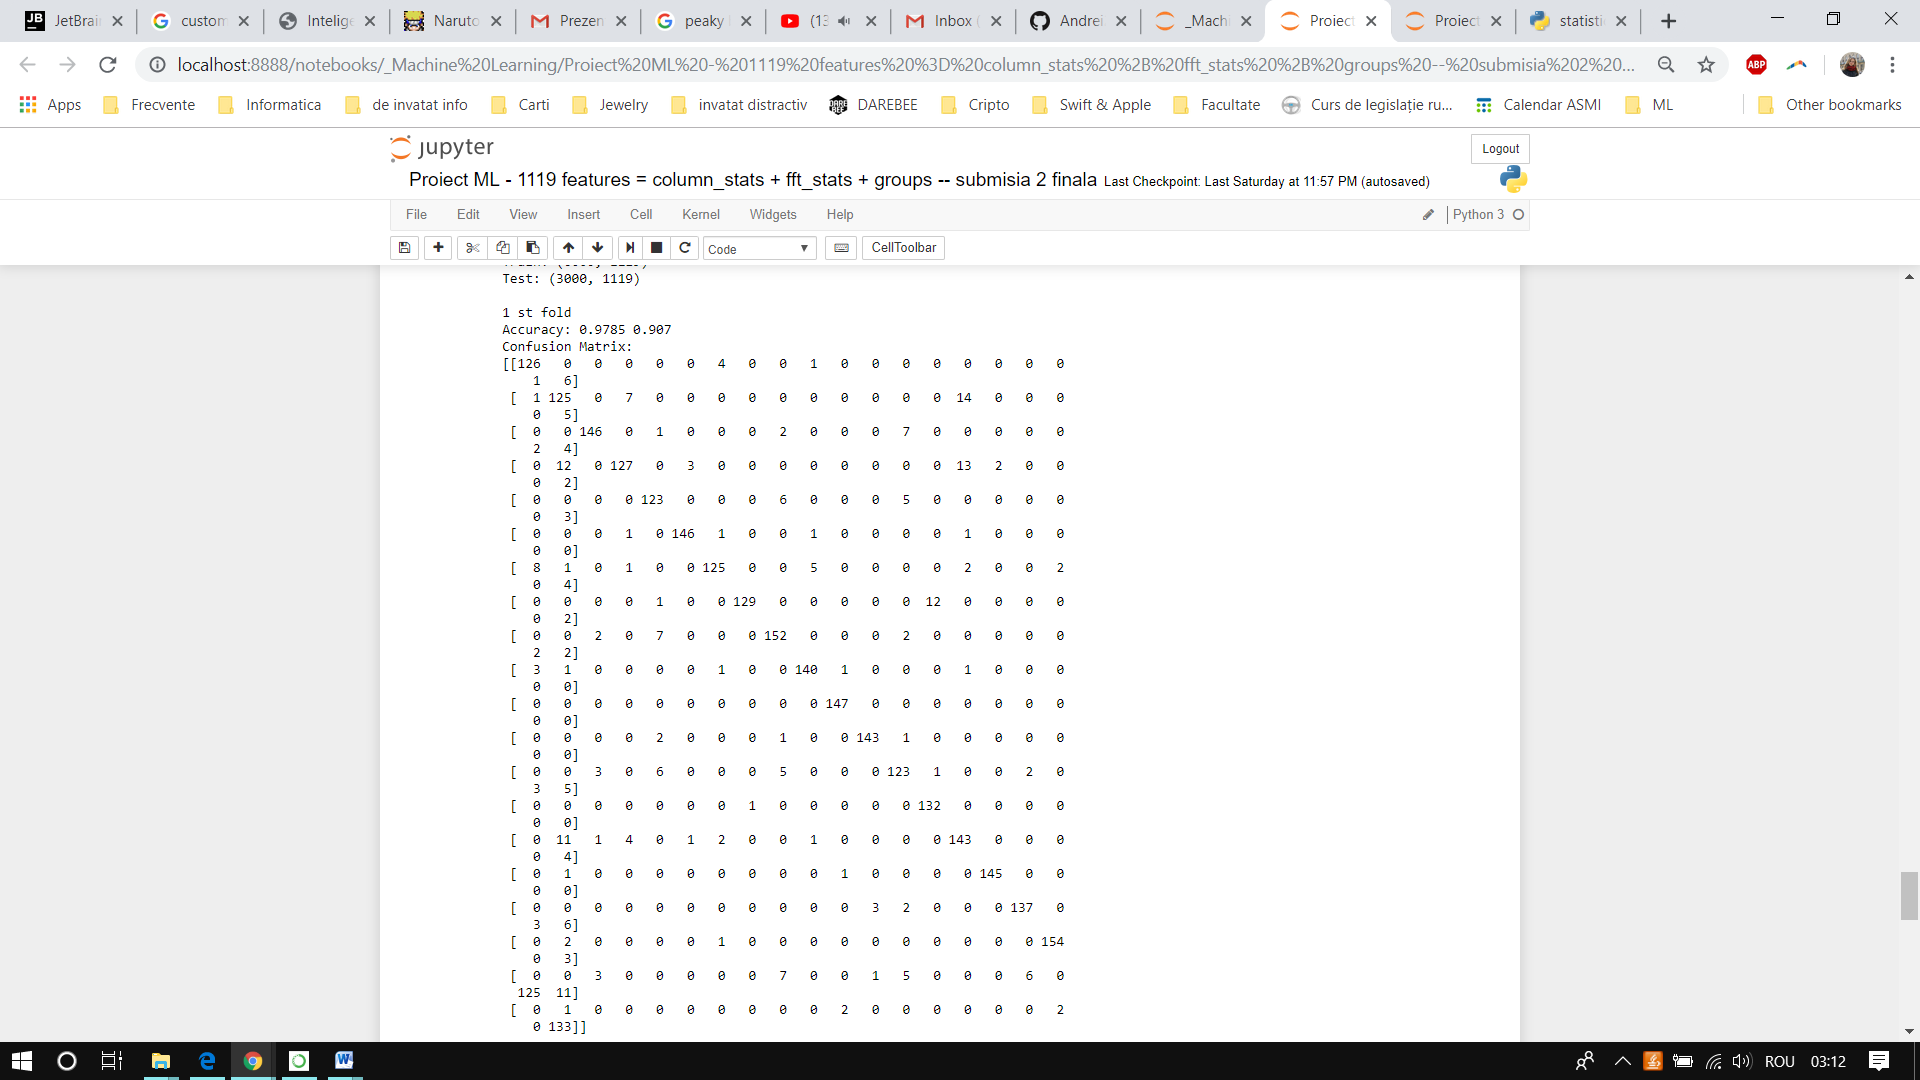 JetBrai
custom
Intelige
Naruto
Prezen
peaky
(13
Inbox (
Andrei
_Machi
Proiect
Proiect
statisti
localhost:8888/notebooks/_Machine%20Learning/Proiect%20ML%20-%201119%20features%20%3D%20column_stats%20%2B%20fft_stats%20%2B%20groups%20--%20submisia%202%20...
ABP
Apps
Frecvente
Informatica
de invatat info
Carti
Jewelry
invatat distractiv
DAREBEE
Cripto
Swift & Apple
Facultate
Curs de legislație ru...
Calendar ASMI
ML
Other bookmarks
jupyter
Logout
Proiect ML - 1119 features = column_stats + fft_stats + groups -- submisia 2 finala Last Checkpoint: Last Saturday at 11:57 PM (autosaved)
File Edit View Insert Cell Kernel Widgets Help
Python 3
Code
CellToolbar
Test: (3000, 1119)
1 st fold
Accuracy: 0.9785 0.907
Confusion Matrix:
[[126 0 0 0 0 0 4 0 0 1 0 0 0 0 0 0 0 0
1 6]
[ 1 125 0 7 0 0 0 0 0 0 0 0 0 0 14 0 0 0
0 5]
[ 0 0 146 0 1 0 0 0 2 0 0 0 7 0 0 0 0 0
2 4]
[ 0 12 0 127 0 3 0 0 0 0 0 0 0 0 13 2 0 0
0 2]
[ 0 0 0 0 123 0 0 0 6 0 0 0 5 0 0 0 0 0
0 3]
[ 0 0 0 1 0 146 1 0 0 1 0 0 0 0 1 0 0 0
0 0]
[ 8 1 0 1 0 0 125 0 0 5 0 0 0 0 2 0 0 2
0 4]
[ 0 0 0 0 1 0 0 129 0 0 0 0 0 12 0 0 0 0
0 2]
[ 0 0 2 0 7 0 0 0 152 0 0 0 2 0 0 0 0 0
2 2]
[ 3 1 0 0 0 0 1 0 0 140 1 0 0 0 1 0 0 0
0 0]
[ 0 0 0 0 0 0 0 0 0 0 147 0 0 0 0 0 0 0
0 0]
[ 0 0 0 0 2 0 0 0 1 0 0 143 1 0 0 0 0 0
0 0]
[ 0 0 3 0 6 0 0 0 5 0 0 0 123 1 0 0 2 0
3 5]
[ 0 0 0 0 0 0 0 1 0 0 0 0 0 132 0 0 0 0
0 0]
[ 0 11 1 4 0 1 2 0 0 1 0 0 0 0 143 0 0 0
0 4]
[ 0 1 0 0 0 0 0 0 0 0 1 0 0 0 0 145 0 0
0 0]
[ 0 0 0 0 0 0 0 0 0 0 0 3 2 0 0 0 137 0
3 6]
[ 0 2 0 0 0 0 1 0 0 0 0 0 0 0 0 0 0 154
0 3]
[ 0 0 3 0 0 0 0 0 7 0 0 1 5 0 0 0 6 0
125 11]
[ 0 1 0 0 0 0 0 0 0 0 2 0 0 0 0 0 0 2
0 133]]
ROU
03:12